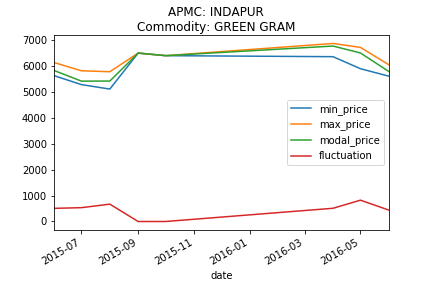 APMC: INDAPUR
Commodity: GREEN GRAM
7000
6000
5000
4000
3000
2000
1000
0
min_price
max_price
modal_price
fluctuation
2015-07
2015-09
2015-11
2016-01
2016-03
2016-05
date